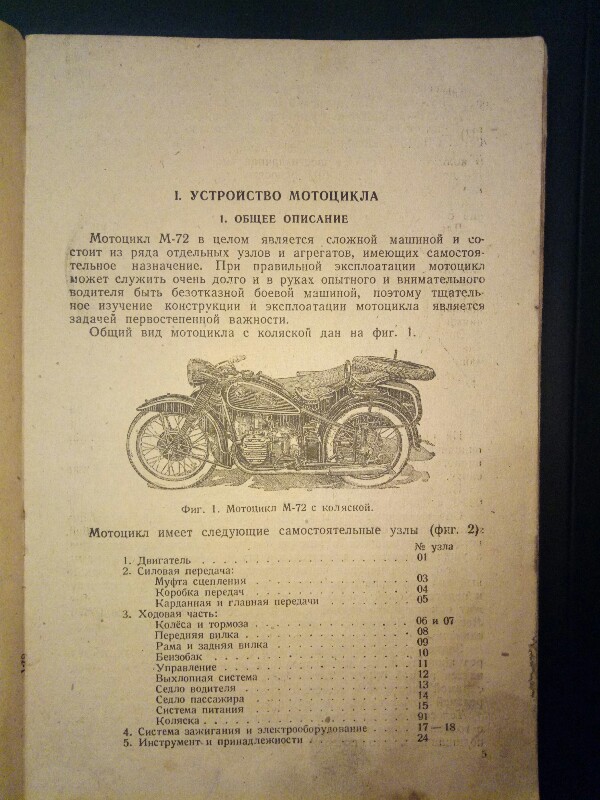 I. УСТРОЙСТВО МОТОЦИКЛА
1. ОБЩЕЕ ОПИСАНИЕ
Мотоцикл М-72 в целом является сложной машиной и со-
стоит из ряда отдельных узлов и агрегатов, имеющих самостоя-
тельное назначение. При правильной эксплоатации мотоцикл
может служить очень долго и в руках опытного и внимательного
водителя быть безотказной боевой машиной, поэтому тщатель-
ное изучение конструкции и эксплоатации мотоцикла является
задачей первостепенной важности.
Общий вид мотоцикла с коляской дан на фиг. 1.
Фиг. 1. Мотоцикл М-72 с коляской.
Мотоцикл имеет следующие самостоятельные узлы (фиг. 2):
№ узла
1. Двигатель . . . . . . . . . . 01
2. Силовая передача:
Муфта сцепления . . . . . . . . . . 03
Коробка передач . . . . . . . . . . 04
Карданная и главная передачи . . . . . . 05
3. Ходовая часть:
Колёса и тормоза . . . . . . . . . . 06 и 07
Передняя вилка . . . . . . . . . . 08
Рама и задняя вилка . . . . . . . . . . 09
Бензобак . . . . . . . . . . 10
Управление . . . . . . . . . . 11
Выхлопная система . . . . . . . . . . 12
Седло водителя . . . . . . . . . . 13
Седло пассажира . . . . . . . . . . 14
Система питания . . . . . . . . . . 15
Коляска . . . . . . . . . . 91
4. Система зажигания и электрооборудование . . . . 17—18
5. Инструмент и принадлежности . . . . . . . . 24
5